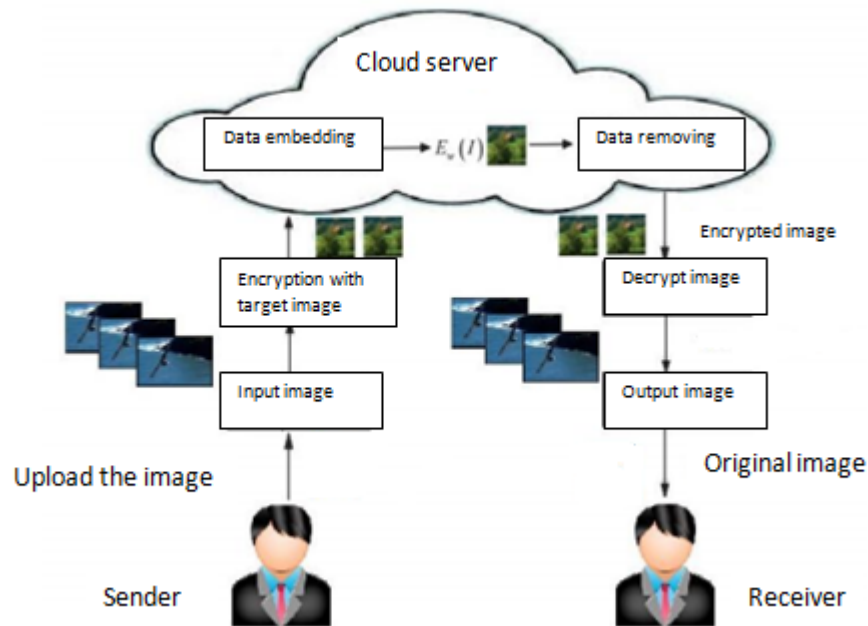 Cloud server
Data embedding
E_w(I)
Data removing
Encrypted image
Encryption with
target image
Decrypt image
Input image
Output image
Upload the image
Original image
Sender
Receiver